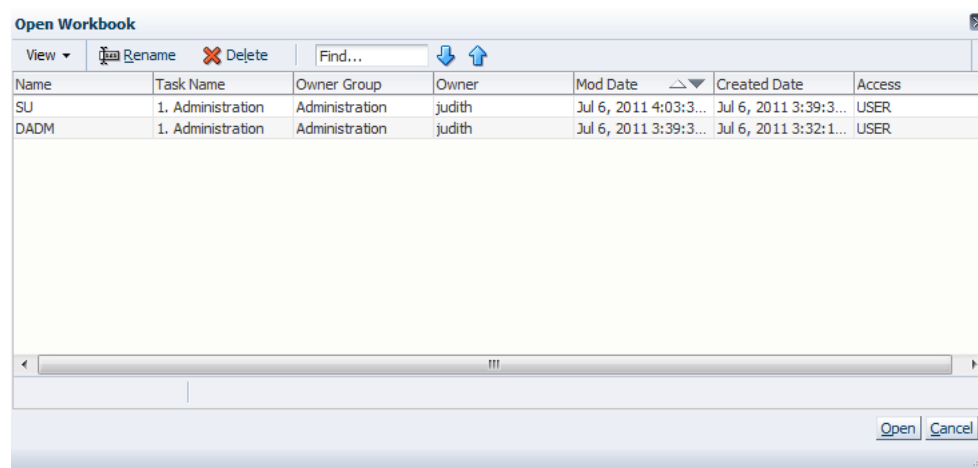 Open Workbook
View Rename Delete Find...
Name Task Name Owner Group Owner Mod Date Created Date Access
SU 1. Administration Administration judith Jul 6, 2011 4:03:3... Jul 6, 2011 3:39:3... USER
DADM 1. Administration Administration judith Jul 6, 2011 3:39:3... Jul 6, 2011 3:32:1... USER
Open Cancel